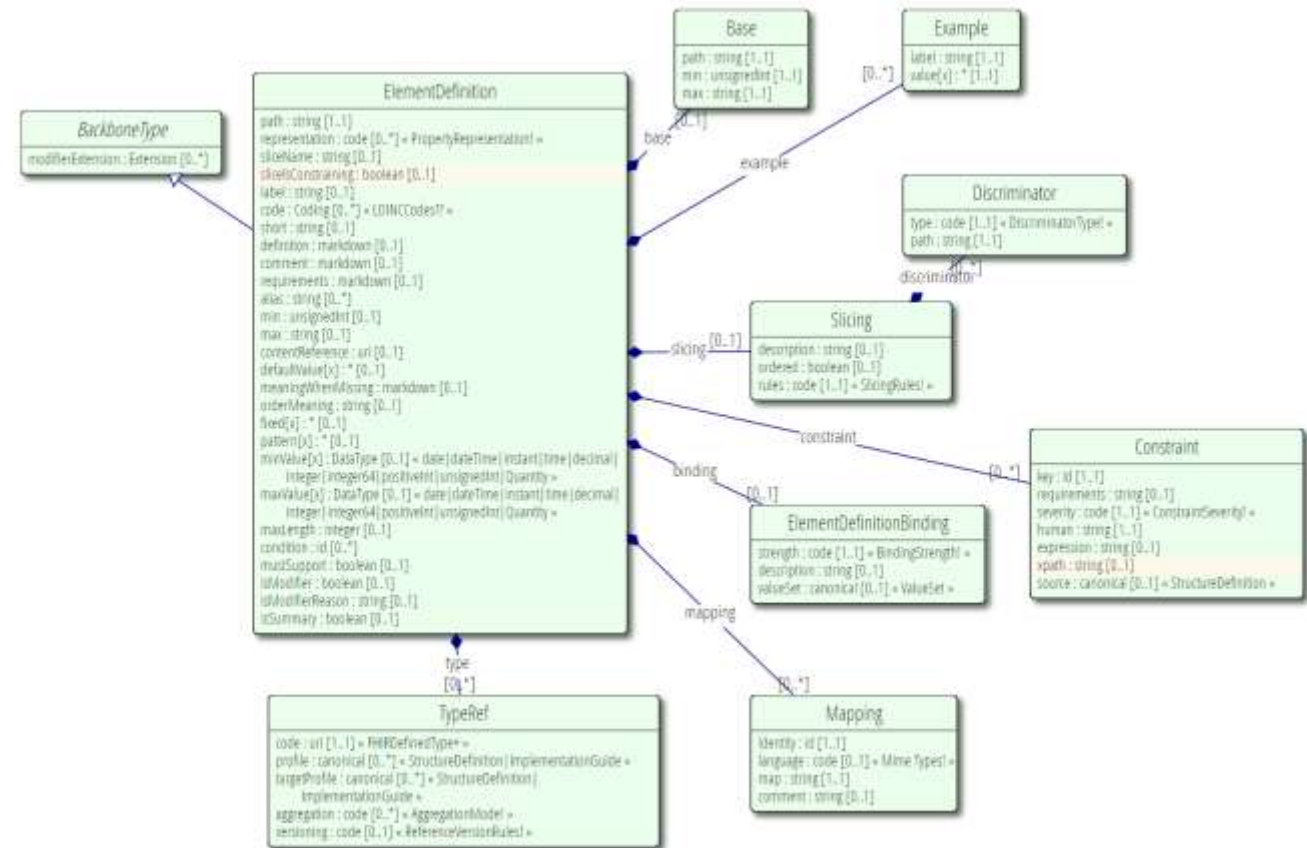 BackboneType
modifierExtension : Extension [0..*]
ElementDefinition
path : string [1..1]
representation : code [0..*] « PropertyRepresentation! »
sliceName : string [0..1]
sliceIsConstraining : boolean [0..1]
label : string [0..1]
code : Coding [0..*] « LOINCCodes?? »
short : string [0..1]
definition : markdown [0..1]
comment : markdown [0..1]
requirements : markdown [0..1]
alias : string [0..*]
min : unsignedInt [0..1]
max : string [0..1]
contentReference : uri [0..1]
defaultValue[x] : * [0..1]
meaningWhenMissing : markdown [0..1]
orderMeaning : string [0..1]
fixed[x] : * [0..1]
pattern[x] : * [0..1]
minValue[x] : DataType [0..1] « date|dateTime|instant|time|decimal|
integer|integer64|positiveInt|unsignedInt|Quantity »
maxValue[x] : DataType [0..1] « date|dateTime|instant|time|decimal|
integer|integer64|positiveInt|unsignedInt|Quantity »
maxLength : integer [0..1]
condition : id [0..*]
mustSupport : boolean [0..1]
isModifier : boolean [0..1]
isModifierReason : string [0..1]
isSummary : boolean [0..1]
Base
path : string [1..1]
min : unsignedInt [1..1]
max : string [1..1]
[0..1]
base
Example
label : string [1..1]
value[x] : * [1..1]
[0..*]
example
Discriminator
type : code [1..1] « DiscriminatorType! »
path : string [1..1]
[0..*]
discriminator
Slicing
description : string [0..1]
ordered : boolean [0..1]
rules : code [1..1] « SlicingRules! »
slicing
[0..1]
constraint
[0..*]
Constraint
key : id [1..1]
requirements : string [0..1]
severity : code [1..1] « ConstraintSeverity! »
human : string [1..1]
expression : string [0..1]
xpath : string [0..1]
source : canonical [0..1] « StructureDefinition »
binding
[0..1]
ElementDefinitionBinding
strength : code [1..1] « BindingStrength! »
description : string [0..1]
valueSet : canonical [0..1] « ValueSet »
mapping
[0..*]
Mapping
identity : id [1..1]
language : code [0..1] « Mime Types! »
map : string [1..1]
comment : string [0..1]
type
[0..*]
TypeRef
code : uri [1..1] « FHIRDefinedType+ »
profile : canonical [0..*] « StructureDefinition|ImplementationGuide »
targetProfile : canonical [0..*] « StructureDefinition|
ImplementationGuide »
aggregation : code [0..*] « AggregationMode! »
versioning : code [0..1] « ReferenceVersionRules! »